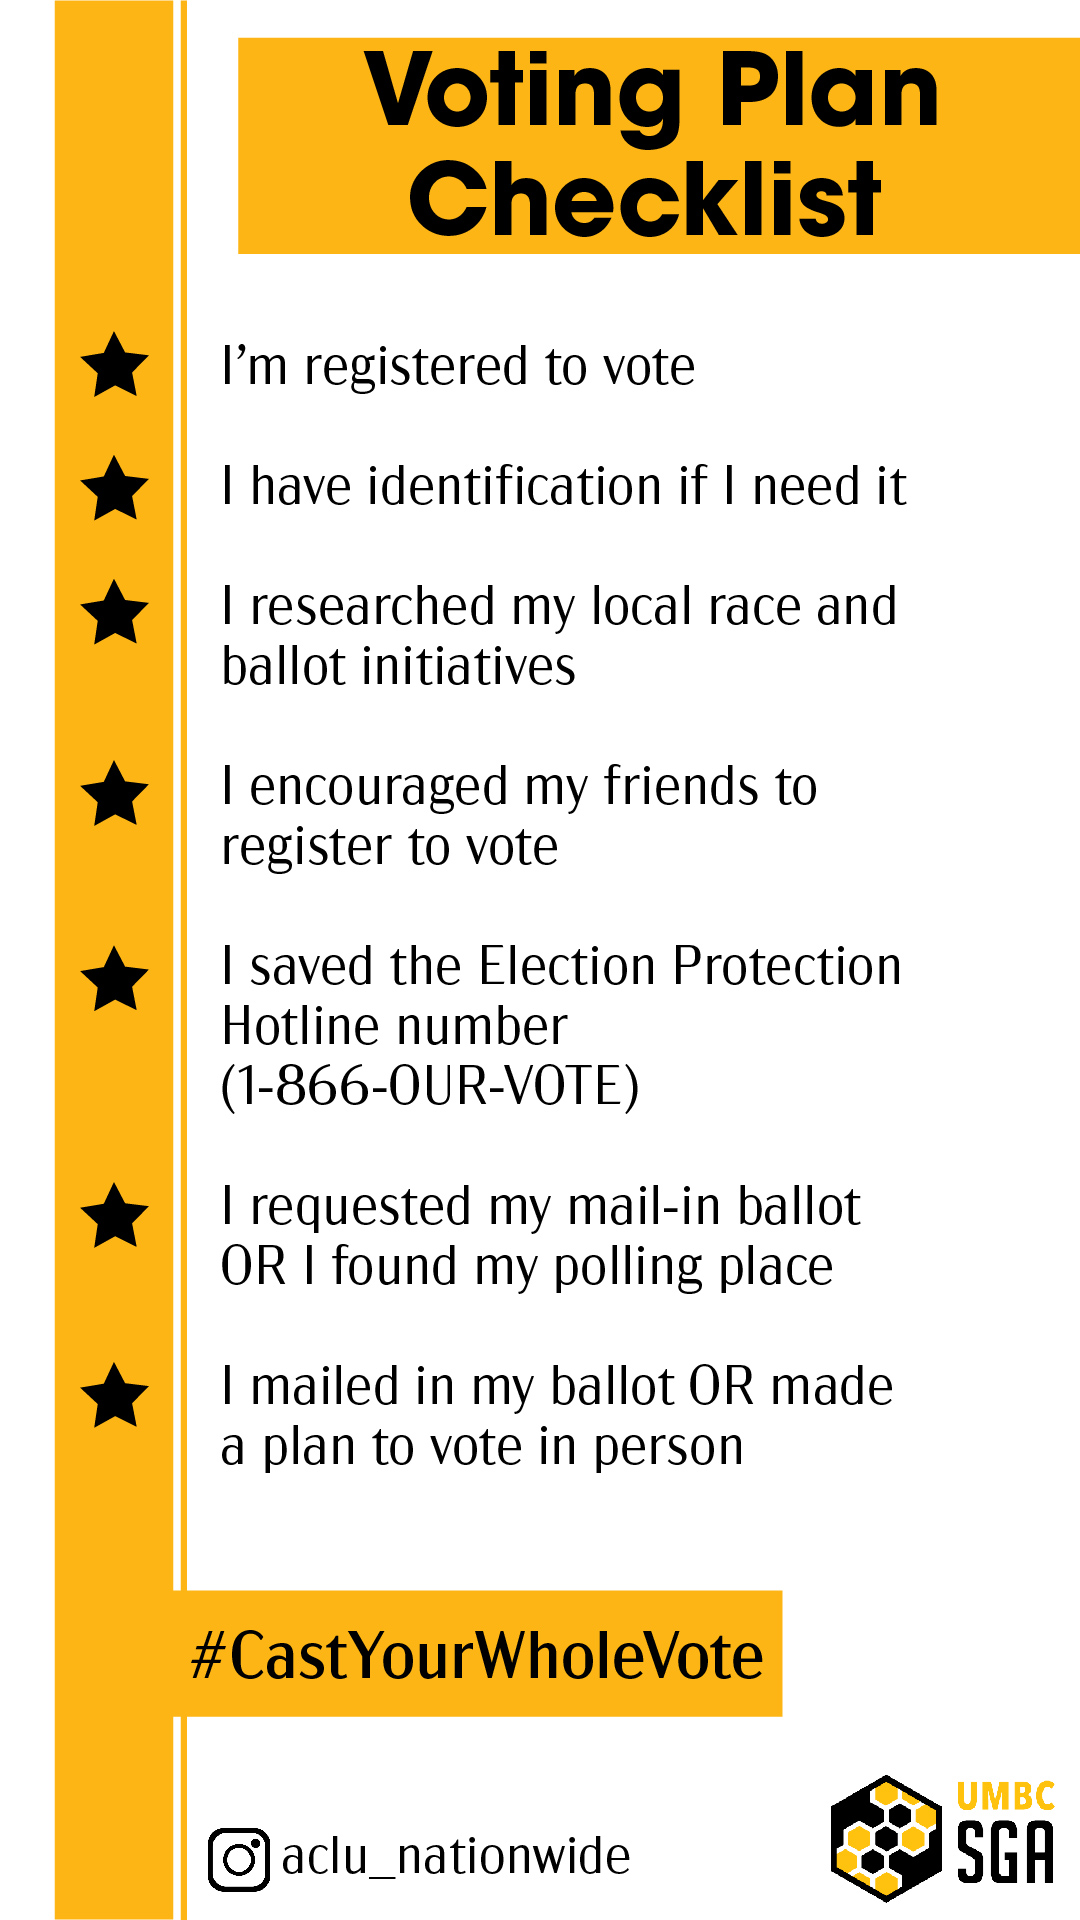 Voting Plan
Checklist
I’m registered to vote
I have identification if I need it
I researched my local race and
ballot initiatives
I encouraged my friends to
register to vote
I saved the Election Protection
Hotline number
(1-866-OUR-VOTE)
I requested my mail-in ballot
OR I found my polling place
I mailed in my ballot OR made
a plan to vote in person
#CastYourWholeVote
aclu_nationwide
UMBC
SGA